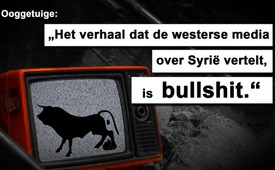 Ooggetuige:
„Het verhaal dat de westerse media
over Syrië vertelt,
is bullshit.“